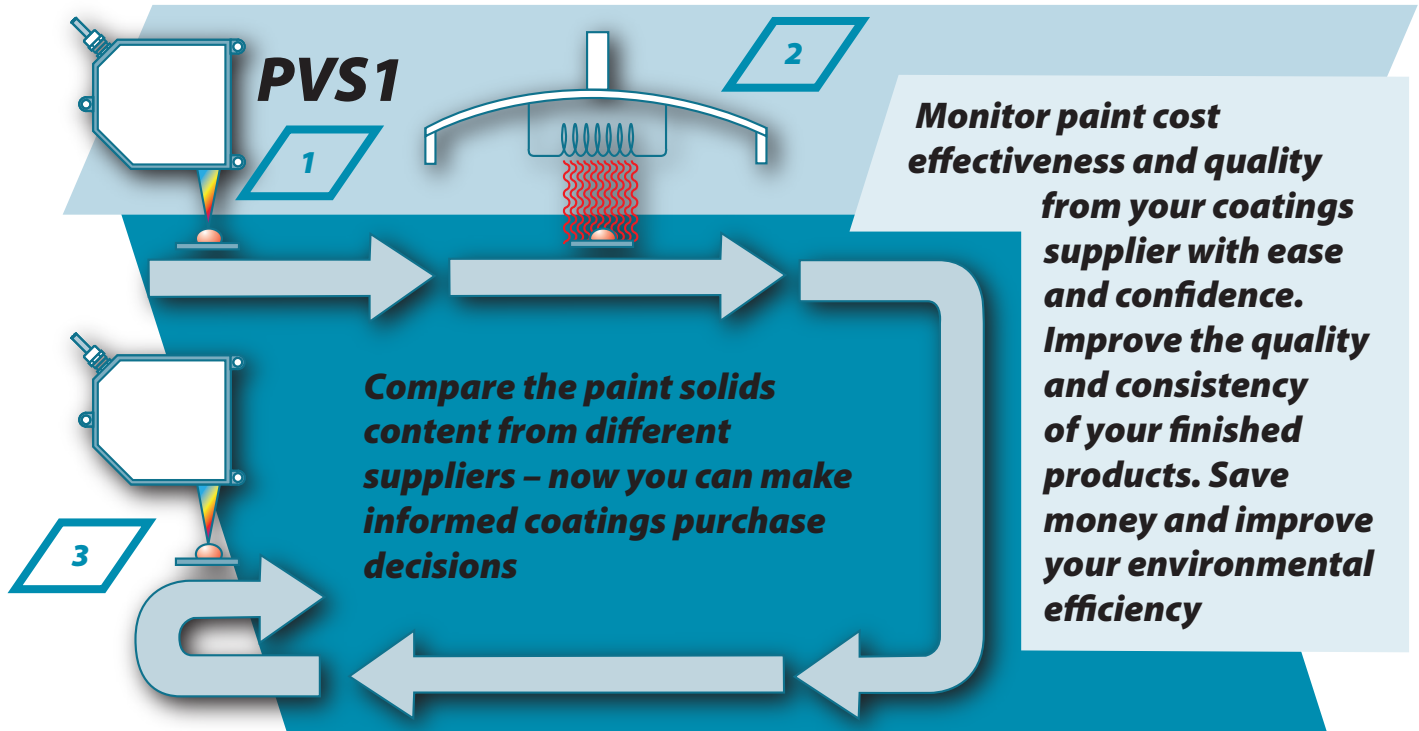 PVS1
1
2
Monitor paint cost
effectiveness and quality
from your coatings
supplier with ease
and confidence.
Improve the quality
and consistency
of your finished
products. Save
money and improve
your environmental
efficiency
Compare the paint solids
content from different
suppliers – now you can make
informed coatings purchase
decisions
3